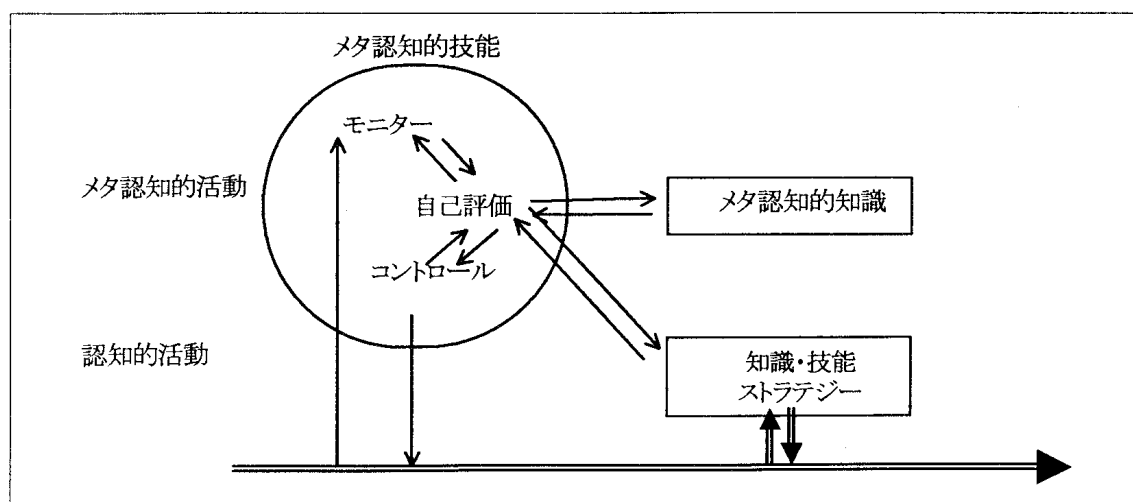 メタ認知的技能
モニター
メタ認知的活動
自己評価
メタ認知的知識
コントロール
認知的活動
知識・技能
ストラテジー